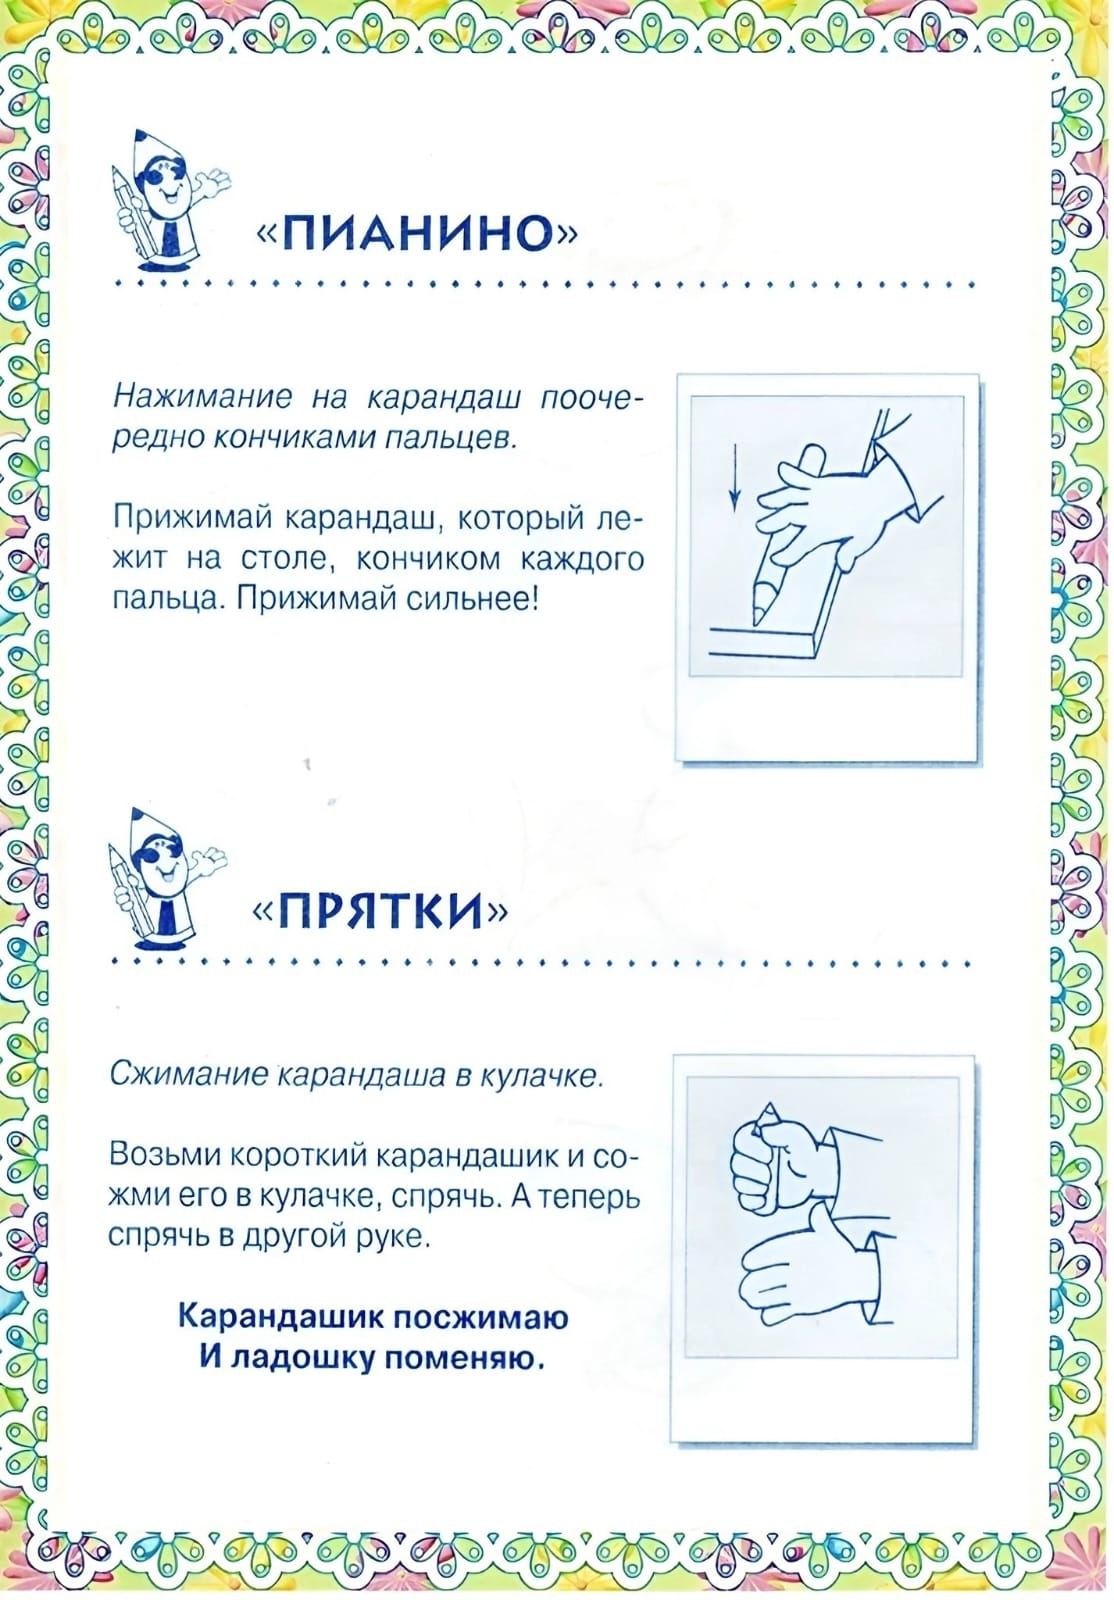 «ПИАНИНО»
Нажимание на карандаш пооче-
редно кончиками пальцев.
Прижимай карандаш, который ле-
жит на столе, кончиком каждого
пальца. Прижимай сильнее!
«ПРЯТКИ»
Сжимание карандаша в кулачке.
Возьми короткий карандашик и со-
жми его в кулачке, спрячь. А теперь
спрячь в другой руке.
Карандашик посжимаю
И ладошку поменяю.